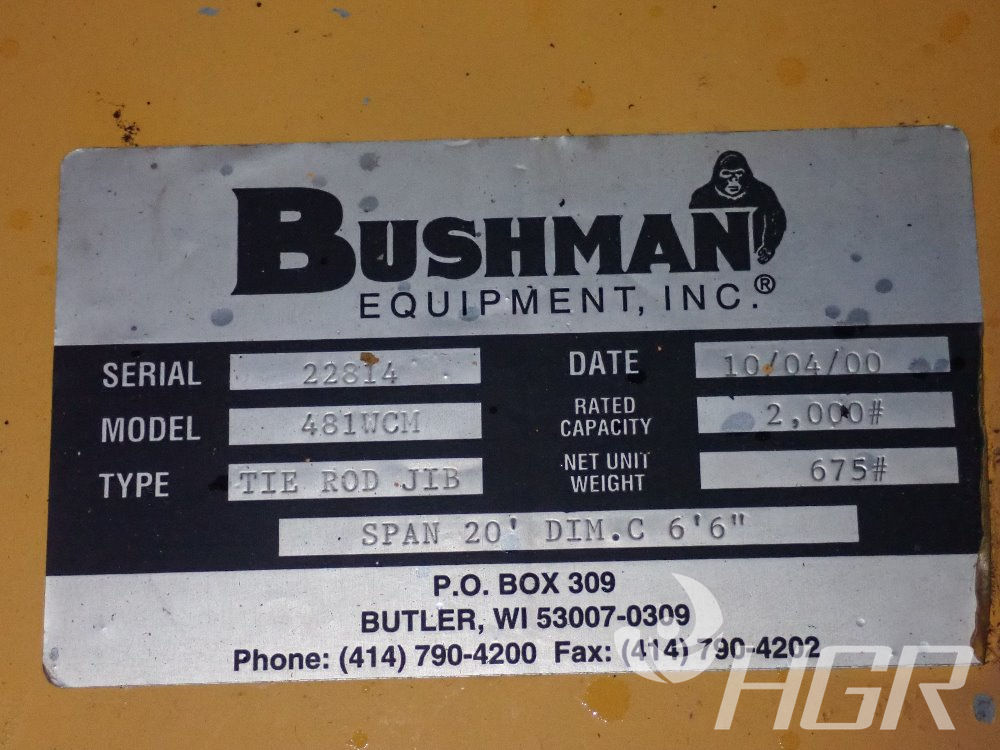 BUSHMAN
EQUIPMENT, INC.®
SERIAL 22814 DATE 10/04/00
MODEL 481WCM RATED CAPACITY 2,000#
TYPE TIE ROD JIB NET UNIT WEIGHT 675#
SPAN 20' DIM.C 6'6"
P.O. BOX 309
BUTLER, WI 53007-0309
Phone: (414) 790-4200 Fax: (414) 790-4202
HGR